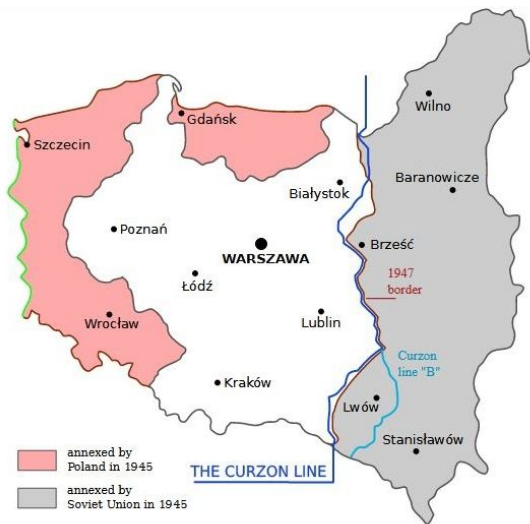 Wilno
Gdańsk
Szczecin
Białystok
Baranowicze
Poznań
WARSZAWA
Brześć
Łódź
1947
border
Wrocław
Lublin
Curzon
line "B"
Kraków
Lwów
Stanisławów
annexed by
Poland in 1945
THE CURZON LINE
annexed by
Soviet Union in 1945